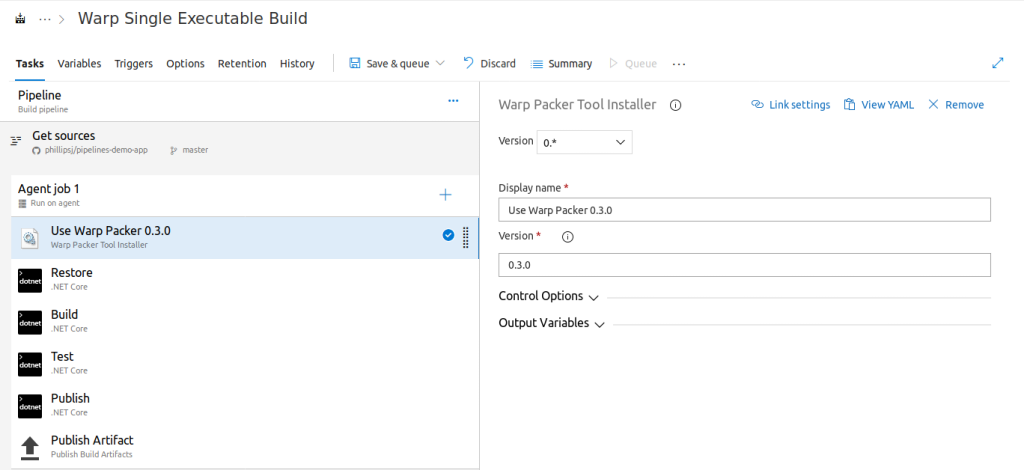 ··· > Warp Single Executable Build
Tasks Variables Triggers Options Retention History Save & queue Discard Summary Queue ···
Pipeline
Build pipeline
···
Get sources
phillipsj/pipelines-demo-app master
Agent job 1
Run on agent
Use Warp Packer 0.3.0
Warp Packer Tool Installer
dotnet
Restore
.NET Core
dotnet
Build
.NET Core
dotnet
Test
.NET Core
dotnet
Publish
.NET Core
Publish Artifact
Publish Build Artifacts
Warp Packer Tool Installer Link settings View YAML Remove
Version 0.*
Display name *
Use Warp Packer 0.3.0
Version *
0.3.0
Control Options
Output Variables